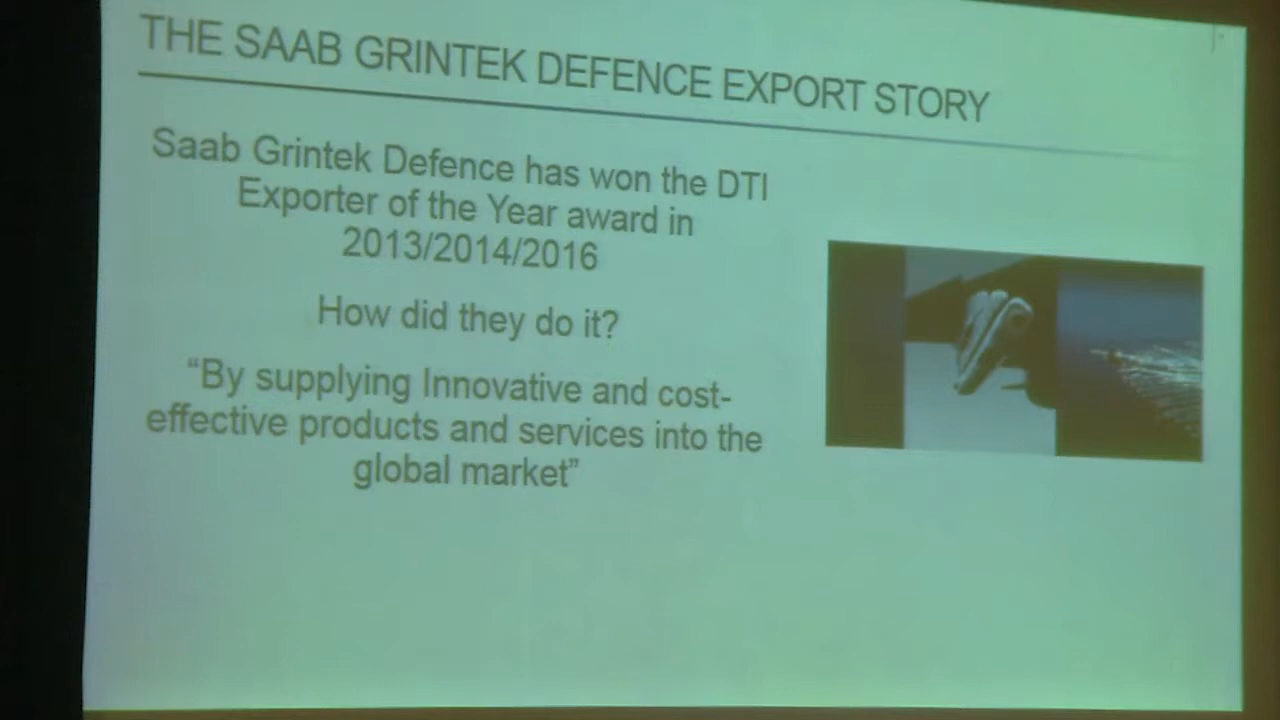 THE SAAB GRINTEK DEFENCE EXPORT STORY
Saab Grintek Defence has won the DTI
Exporter of the Year award in
2013/2014/2016
How did they do it?
“By supplying Innovative and cost-
effective products and services into the
global market”